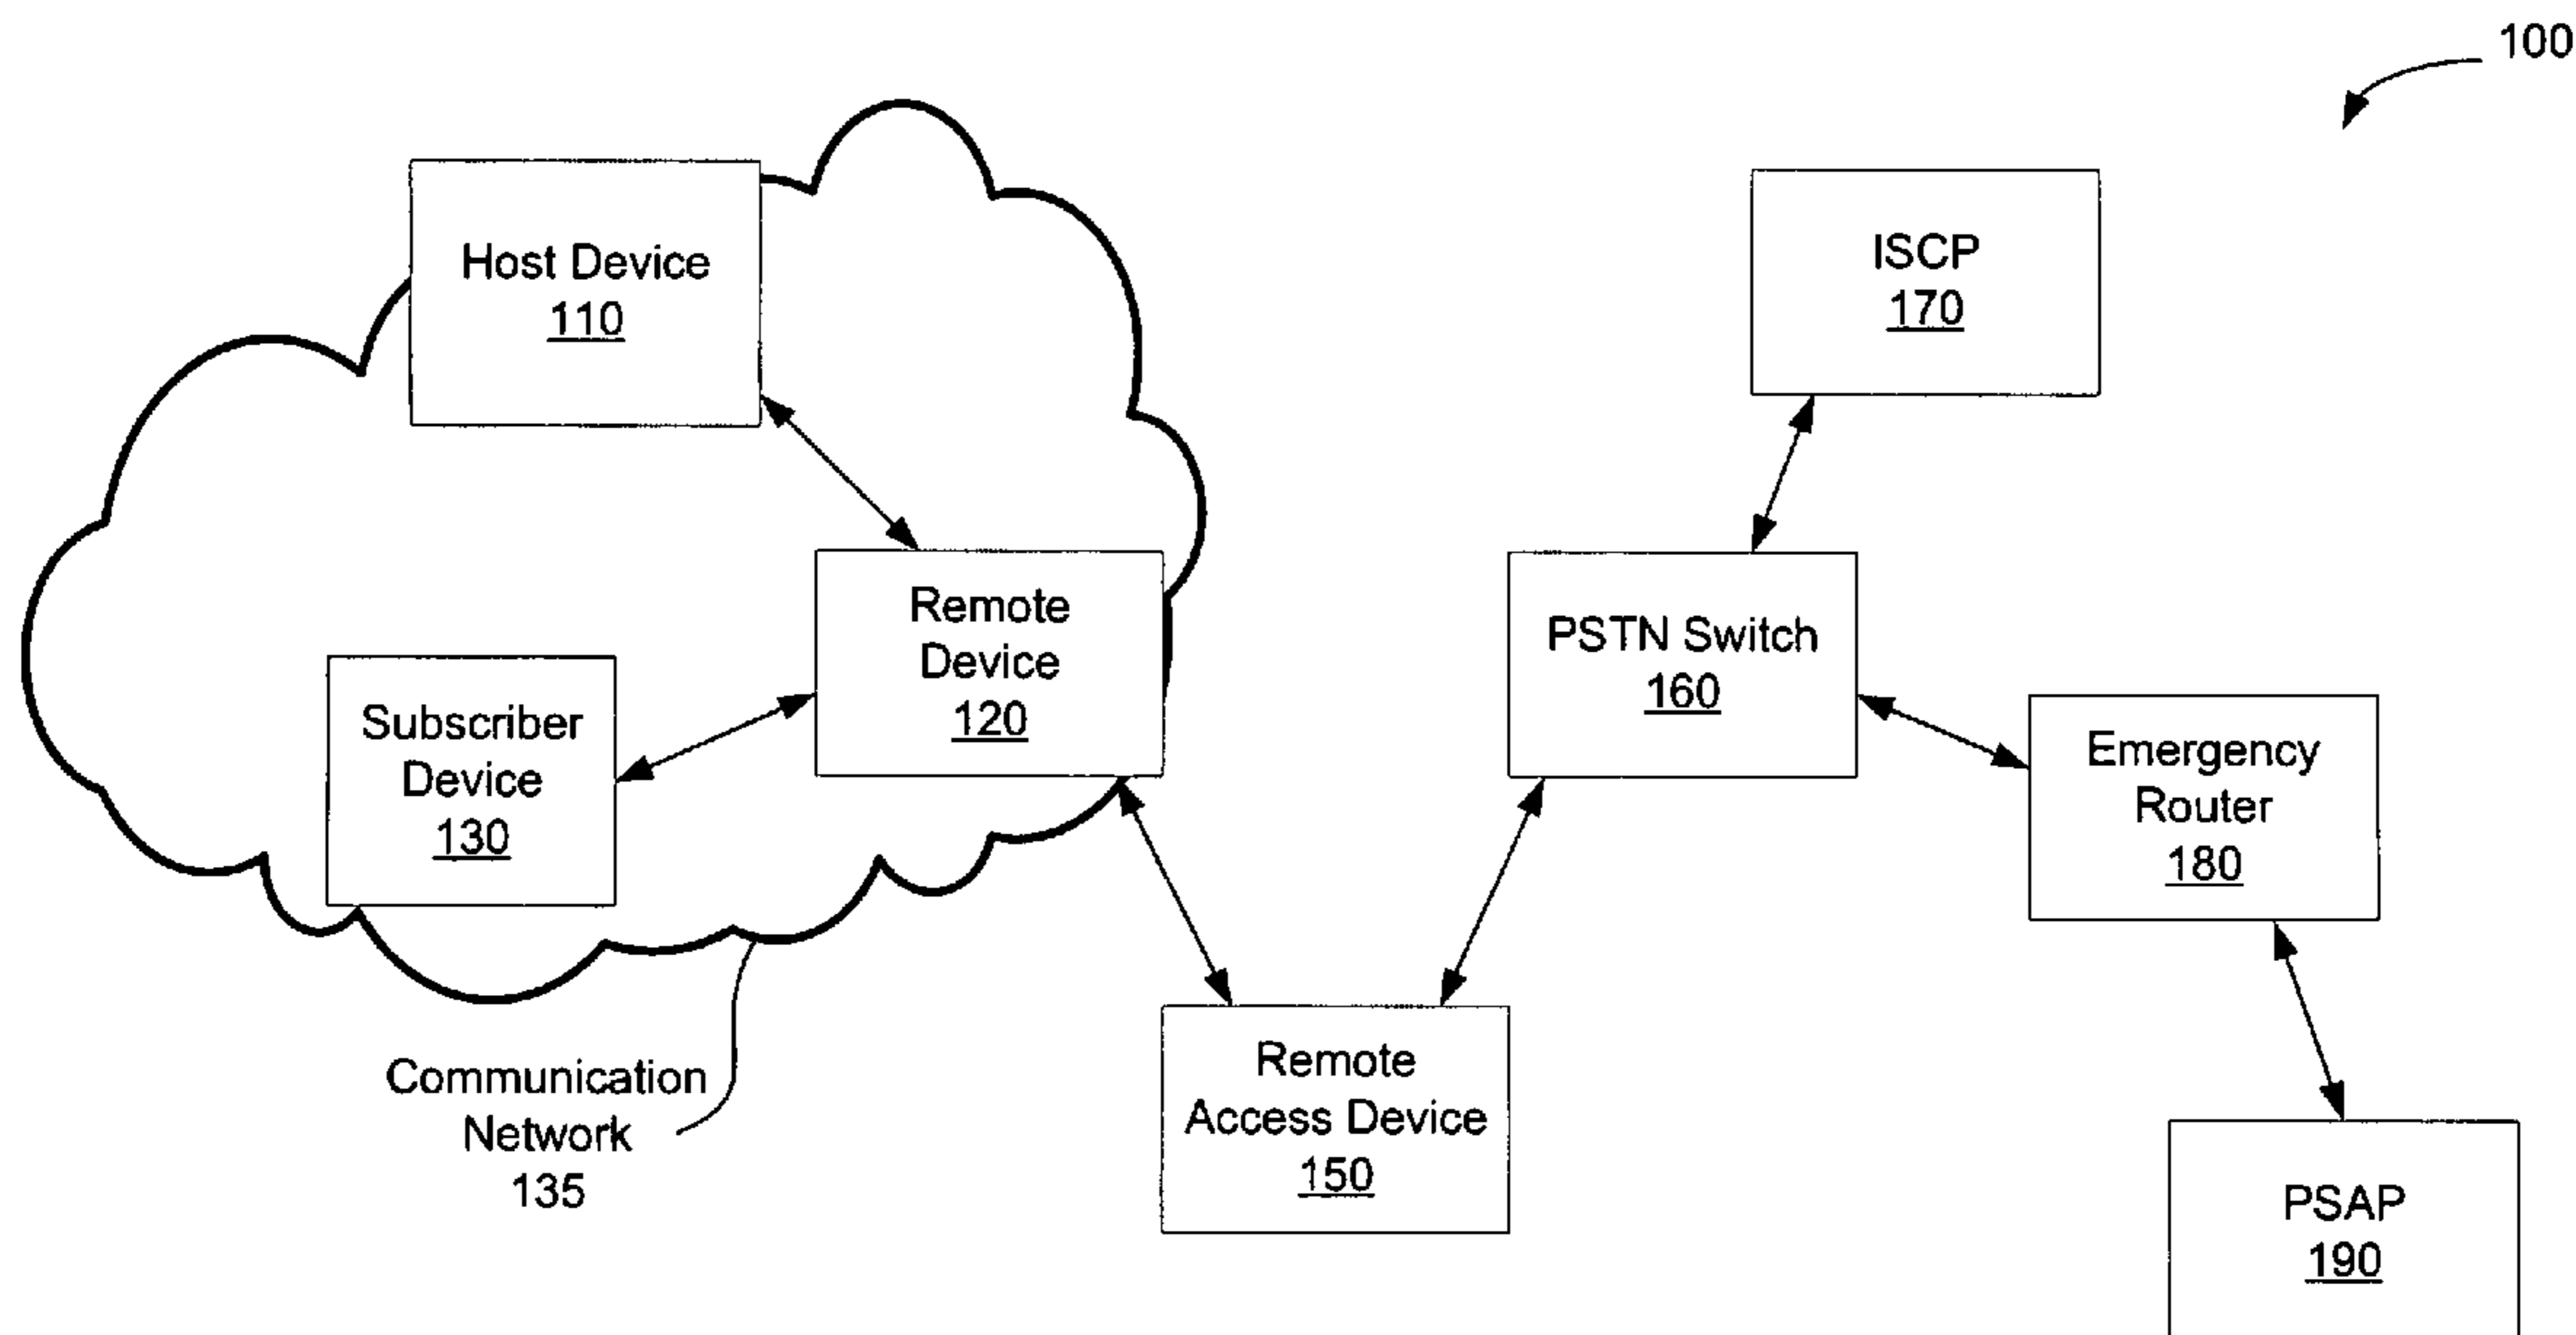 100
Host Device
110
ISCP
170
Remote
Device
120
PSTN Switch
160
Subscriber
Device
130
Emergency
Router
180
Communication
Network
135
Remote
Access Device
150
PSAP
190